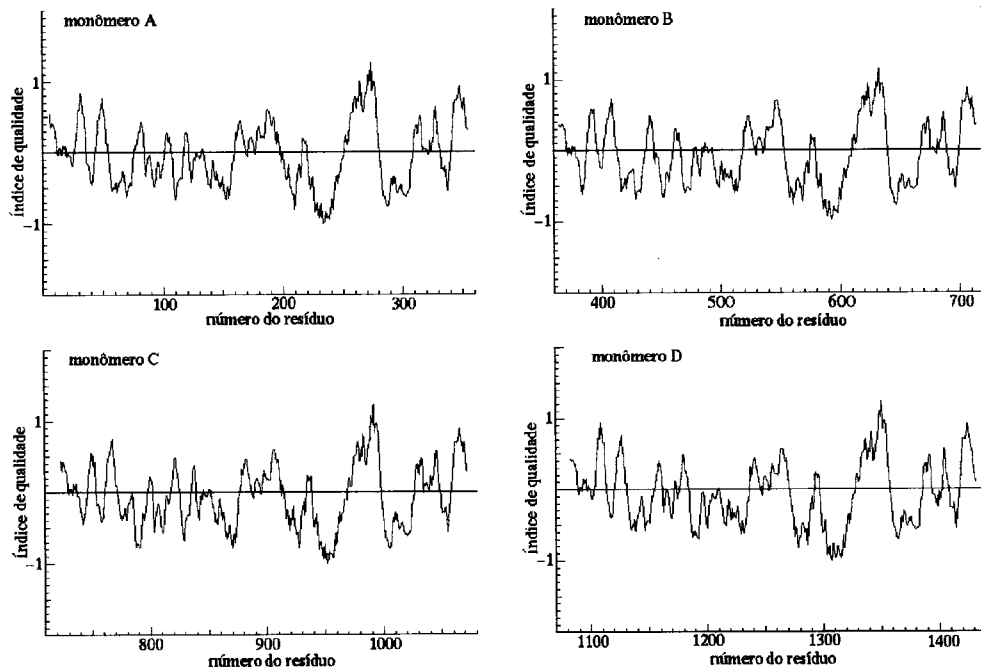 monômero A
1
-1
índice de qualidade
100 200 300
número do resíduo
monômero B
1
-1
índice de qualidade
400 500 600 700
número do resíduo
monômero C
1
-1
índice de qualidade
800 900 1000
número do resíduo
monômero D
1
-1
índice de qualidade
1100 1200 1300 1400
número do resíduo